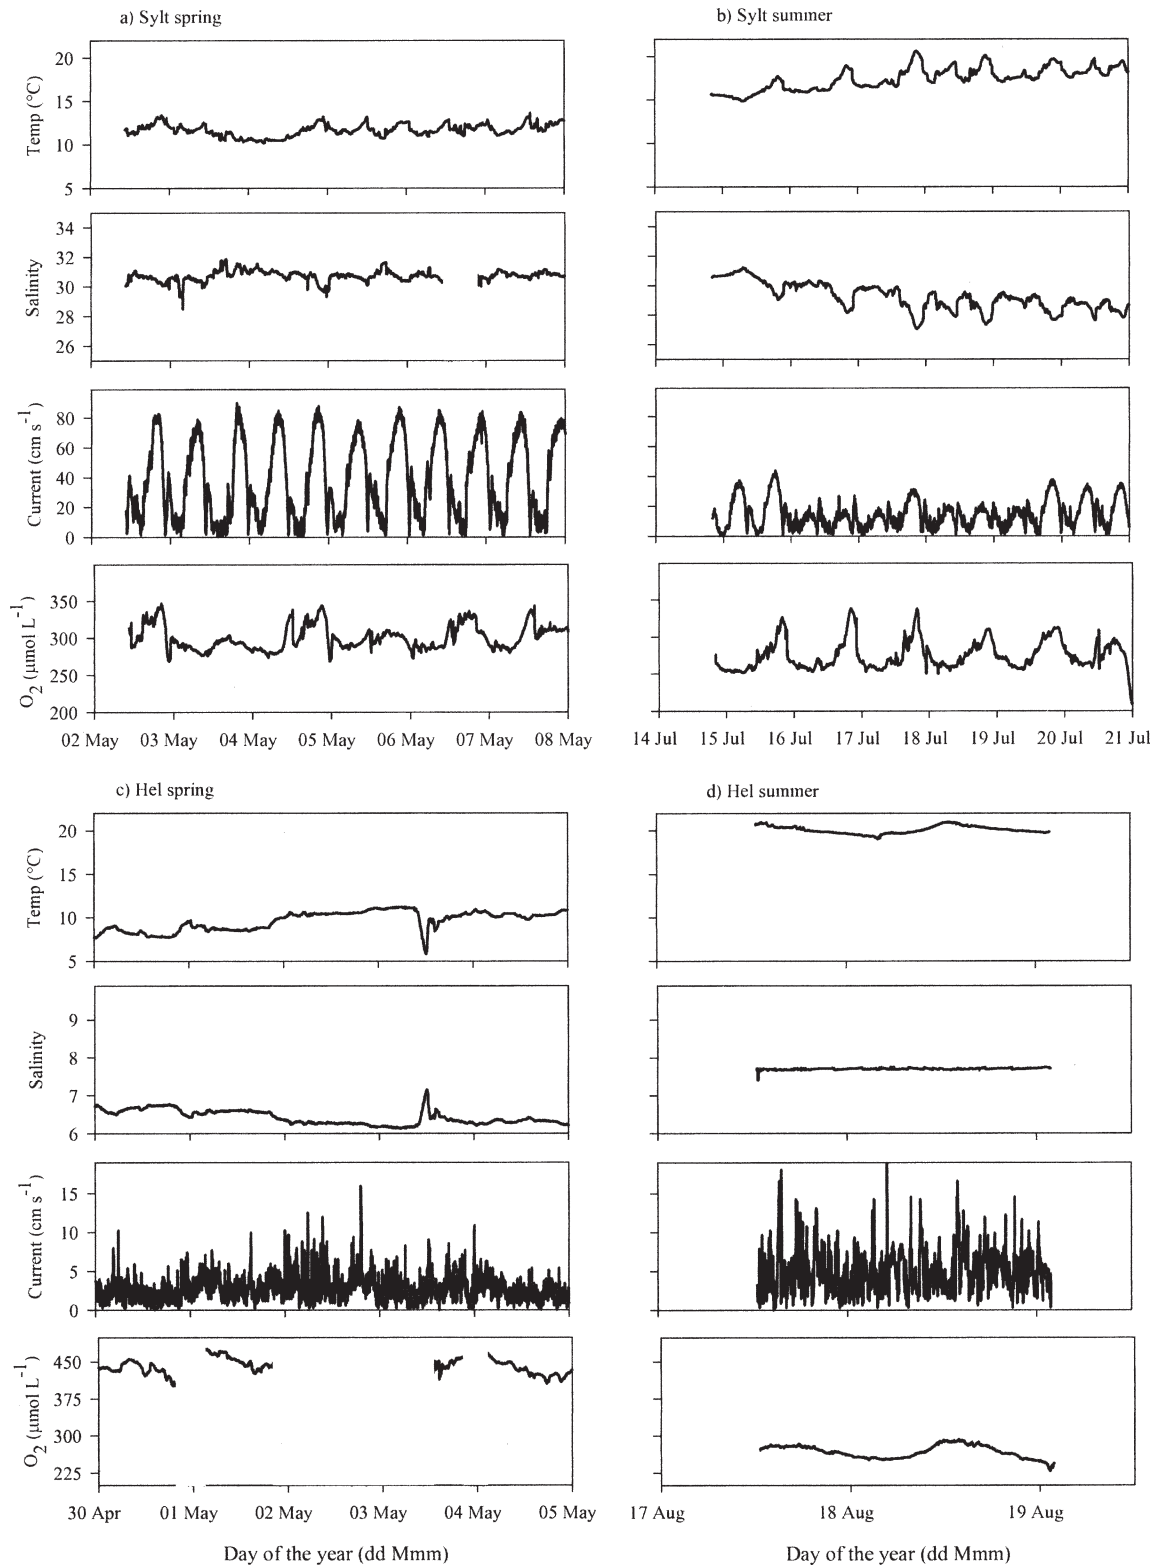 a) Sylt spring
b) Sylt summer
Temp (°C)
20
15
10
5
Salinity
34
32
30
28
26
Current (cm s-1)
80
60
40
20
0
O2 (µmol L-1)
350
300
250
200
02 May 03 May 04 May 05 May 06 May 07 May 08 May
14 Jul 15 Jul 16 Jul 17 Jul 18 Jul 19 Jul 20 Jul 21 Jul
c) Hel spring
d) Hel summer
Temp (°C)
20
15
10
5
Salinity
9
8
7
6
Current (cm s-1)
15
10
5
0
O2 (µmol L-1)
450
375
300
225
30 Apr 01 May 02 May 03 May 04 May 05 May
17 Aug 18 Aug 19 Aug
Day of the year (dd Mmm)
Day of the year (dd Mmm)